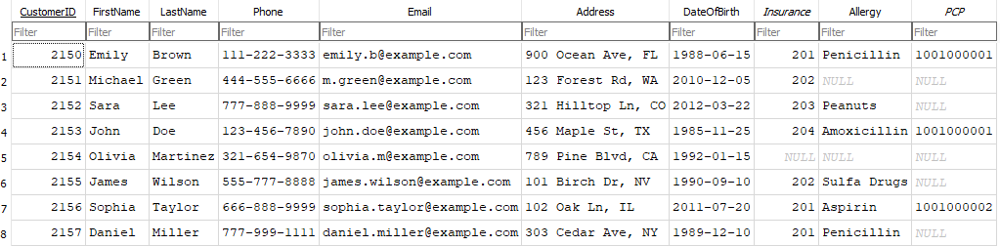 CustomerID FirstName LastName Phone Email Address DateOfBirth Insurance Allergy PCP
Filter Filter Filter Filter Filter Filter Filter Filter Filter Filter
1 2150 Emily Brown 111-222-3333 emily.b@example.com 900 Ocean Ave, FL 1988-06-15 201 Penicillin 1001000001
2 2151 Michael Green 444-555-6666 m.green@example.com 123 Forest Rd, WA 2010-12-05 202 NULL NULL
3 2152 Sara Lee 777-888-9999 sara.lee@example.com 321 Hilltop Ln, CO 2012-03-22 203 Peanuts NULL
4 2153 John Doe 123-456-7890 john.doe@example.com 456 Maple St, TX 1985-11-25 204 Amoxicillin 1001000001
5 2154 Olivia Martinez 321-654-9870 olivia.m@example.com 789 Pine Blvd, CA 1992-01-15 NULL NULL NULL
6 2155 James Wilson 555-777-8888 james.wilson@example.com 101 Birch Dr, NV 1990-09-10 202 Sulfa Drugs NULL
7 2156 Sophia Taylor 666-888-9999 sophia.taylor@example.com 102 Oak Ln, IL 2011-07-20 201 Aspirin 1001000002
8 2157 Daniel Miller 777-999-1111 daniel.miller@example.com 303 Cedar Ave, NY 1989-12-10 201 Penicillin NULL